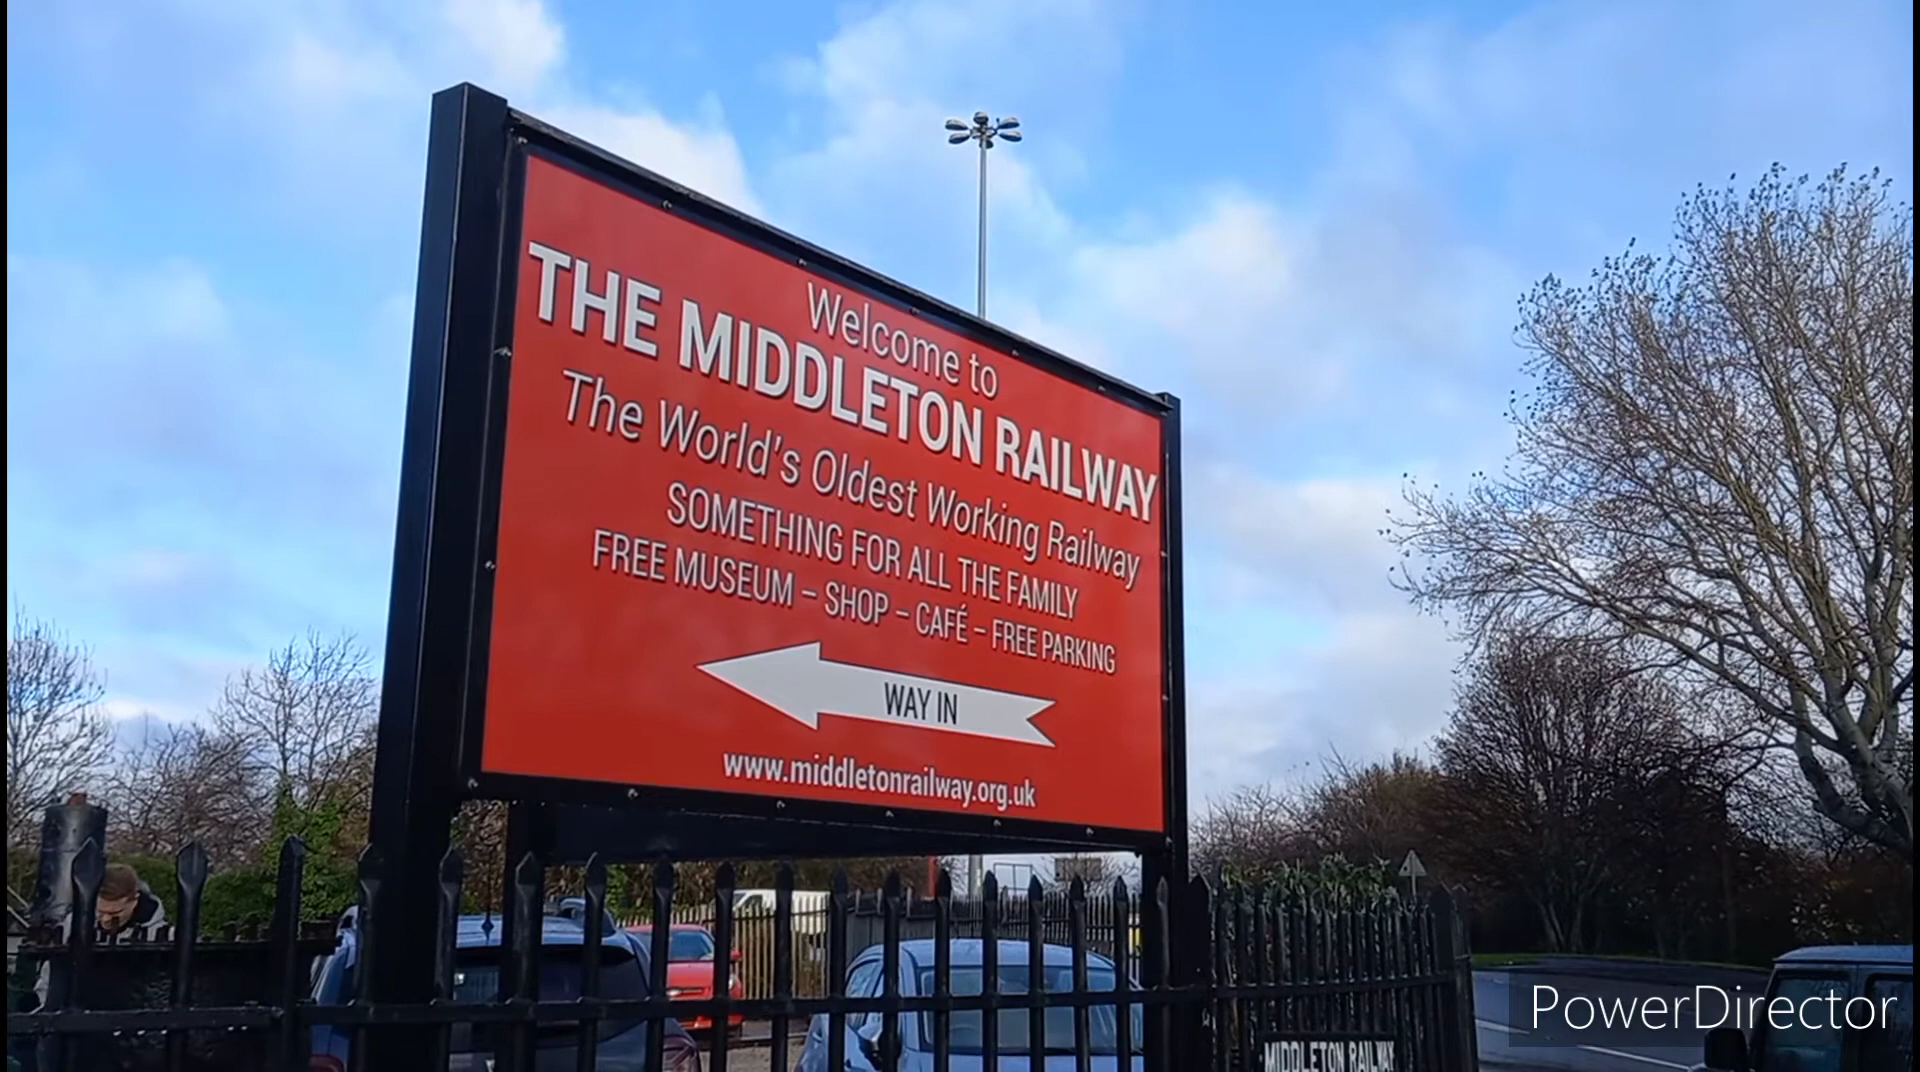 Welcome to
THE MIDDLETON RAILWAY
The World's Oldest Working Railway
SOMETHING FOR ALL THE FAMILY
FREE MUSEUM – SHOP – CAFÉ – FREE PARKING
WAY IN
www.middletonrailway.org.uk
MIDDLETON RAILWAY
PowerDirector